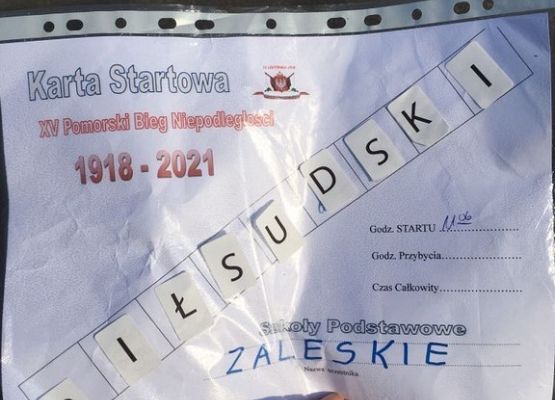 Karta Startowa
XV Pomorski Bieg Niepodległości
1918 - 2021
IŁSUDSKI
Godz. STARTU 11 06
Godz. Przybycia
Czas Całkowity
Szkoły Podstawowe
ZALESKIE
Nazwa